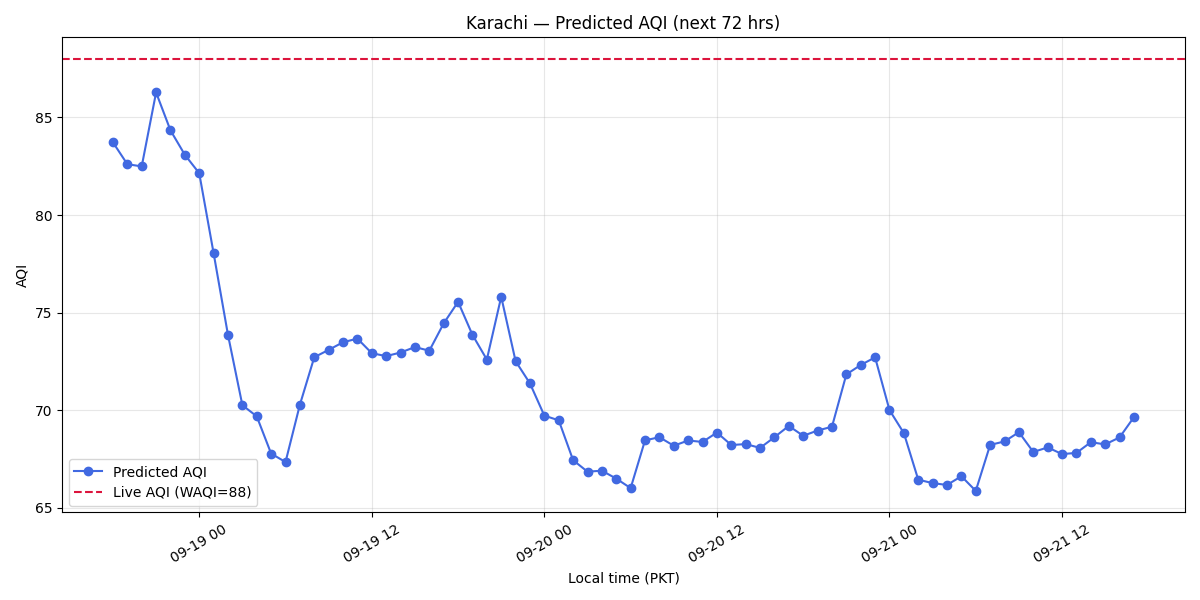 Karachi — Predicted AQI (next 72 hrs)
AQI
85
80
75
70
65
Predicted AQI
Live AQI (WAQI=88)
09-19 00
09-19 12
09-20 00
09-20 12
09-21 00
09-21 12
Local time (PKT)